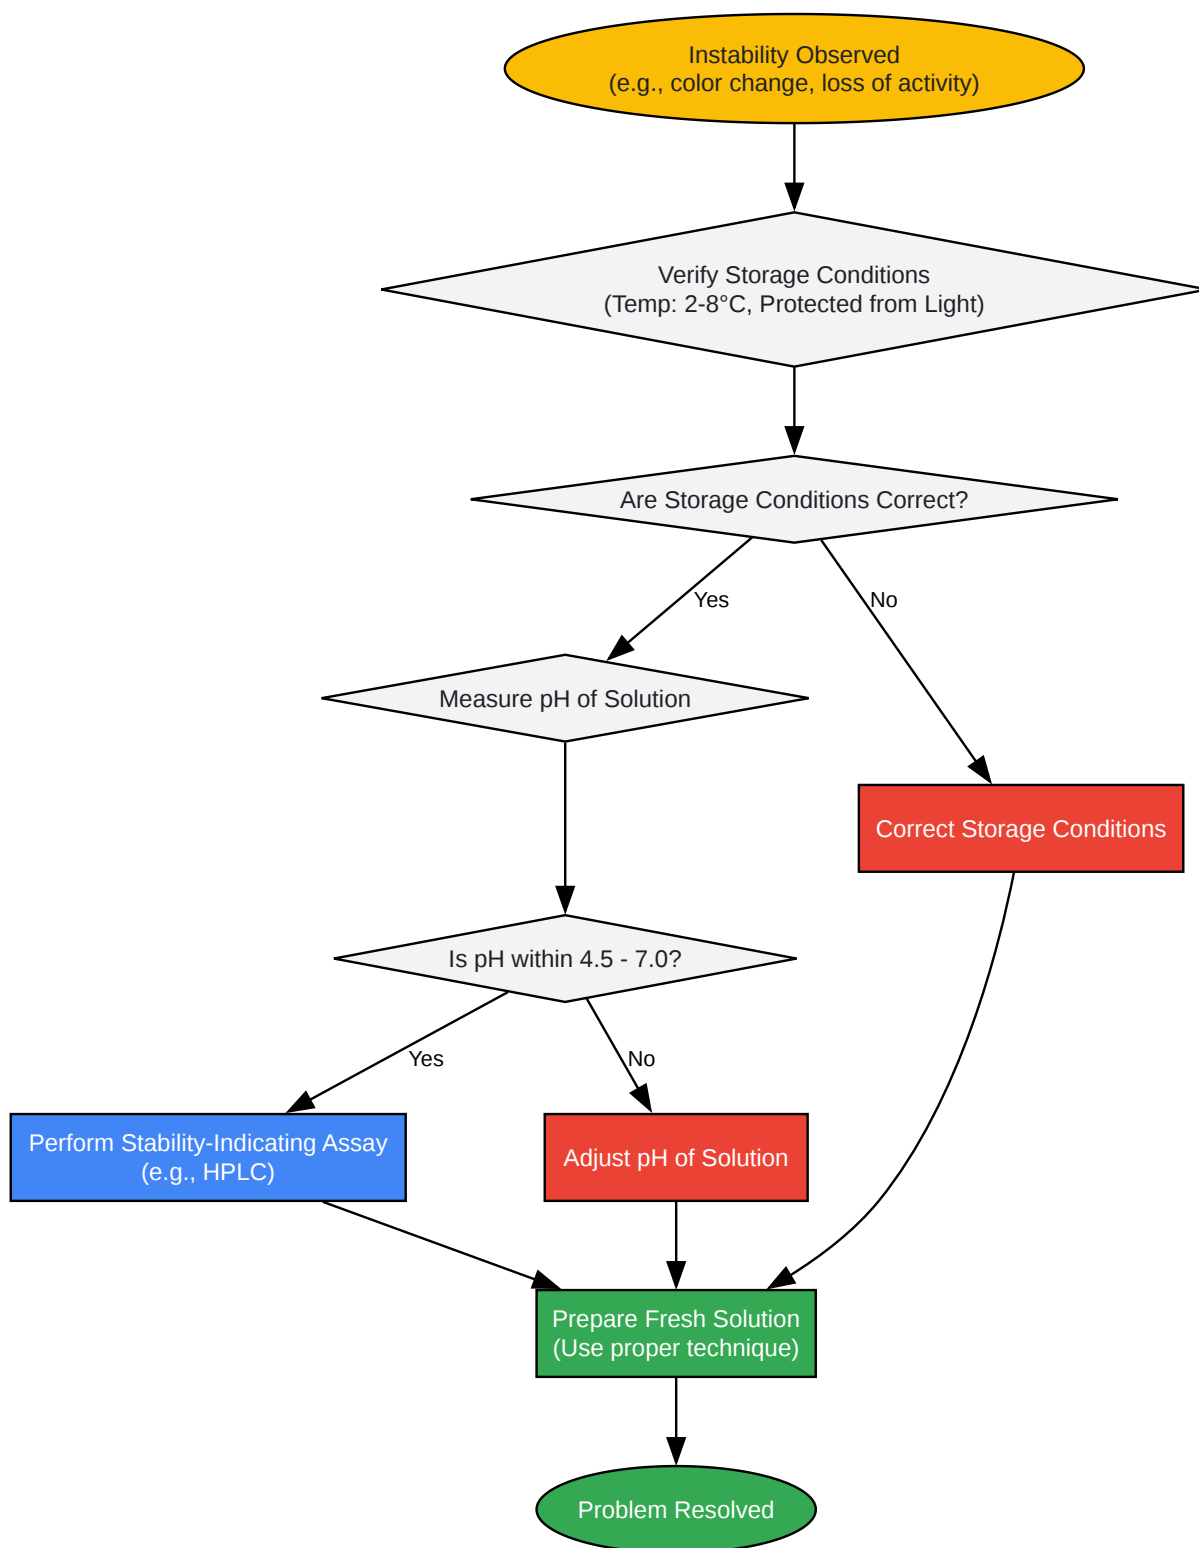 Instability Observed
(e.g., color change, loss of activity)
Verify Storage Conditions
(Temp: 2-8°C, Protected from Light)
Are Storage Conditions Correct?
Yes
No
Measure pH of Solution
Correct Storage Conditions
Is pH within 4.5 - 7.0?
Yes
No
Perform Stability-Indicating Assay
(e.g., HPLC)
Adjust pH of Solution
Prepare Fresh Solution
(Use proper technique)
Problem Resolved